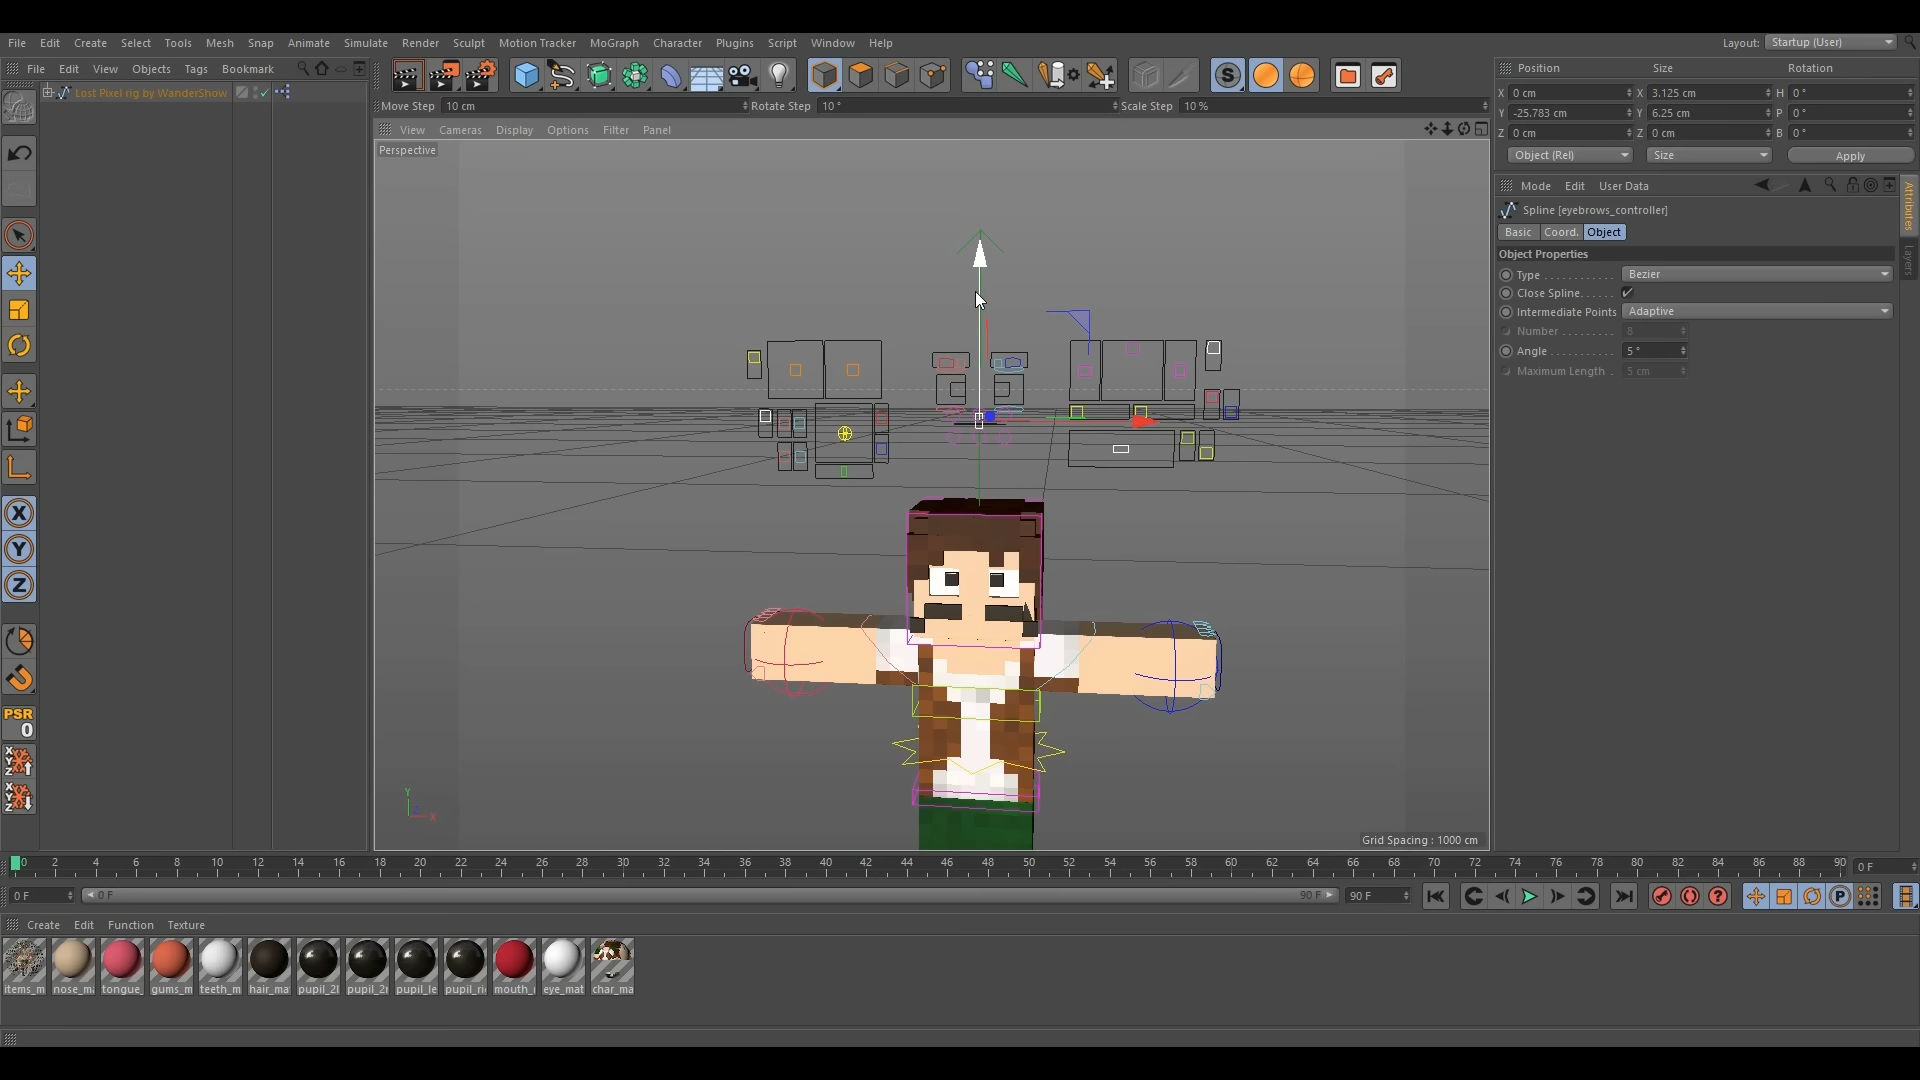 File Edit Create Select Tools Mesh Snap Animate Simulate Render Sculpt Motion Tracker MoGraph Character Plugins Script Window Help Layout: Startup (User)
File Edit View Objects Tags Bookmark
Lost Pixel rig by WanderShow
Move Step 10 cm Rotate Step 10 ° Scale Step 10 %
View Cameras Display Options Filter Panel
Perspective
Position Size Rotation
X 0 cm X 3.125 cm H 0 °
Y -25.783 cm Y 6.25 cm P 0 °
Z 0 cm Z 0 cm B 0 °
Object (Rel) Size Apply
Mode Edit User Data
Attributes
Layers
Spline [eyebrows_controller]
Basic Coord. Object
Object Properties
Type . . . . . . . . . . . Bezier
Close Spline. . . . . .
Intermediate Points Adaptive
Number . . . . . . . . . 8
Angle . . . . . . . . . . 5 °
Maximum Length . 5 cm
S
X
Y
Z
PSR
0
X
Y
Z
X
Y
Z
Y
X
Grid Spacing : 1000 cm
0 2 4 6 8 10 12 14 16 18 20 22 24 26 28 30 32 34 36 38 40 42 44 46 48 50 52 54 56 58 60 62 64 66 68 70 72 74 76 78 80 82 84 86 88 90 0 F
0 F 0 F 90 F 90 F ? P
Create Edit Function Texture
items_m nose_m tongue_ gums_m teeth_m hair_ma pupil_2l pupil_2r pupil_le pupil_ri mouth_ eye_mat char_ma